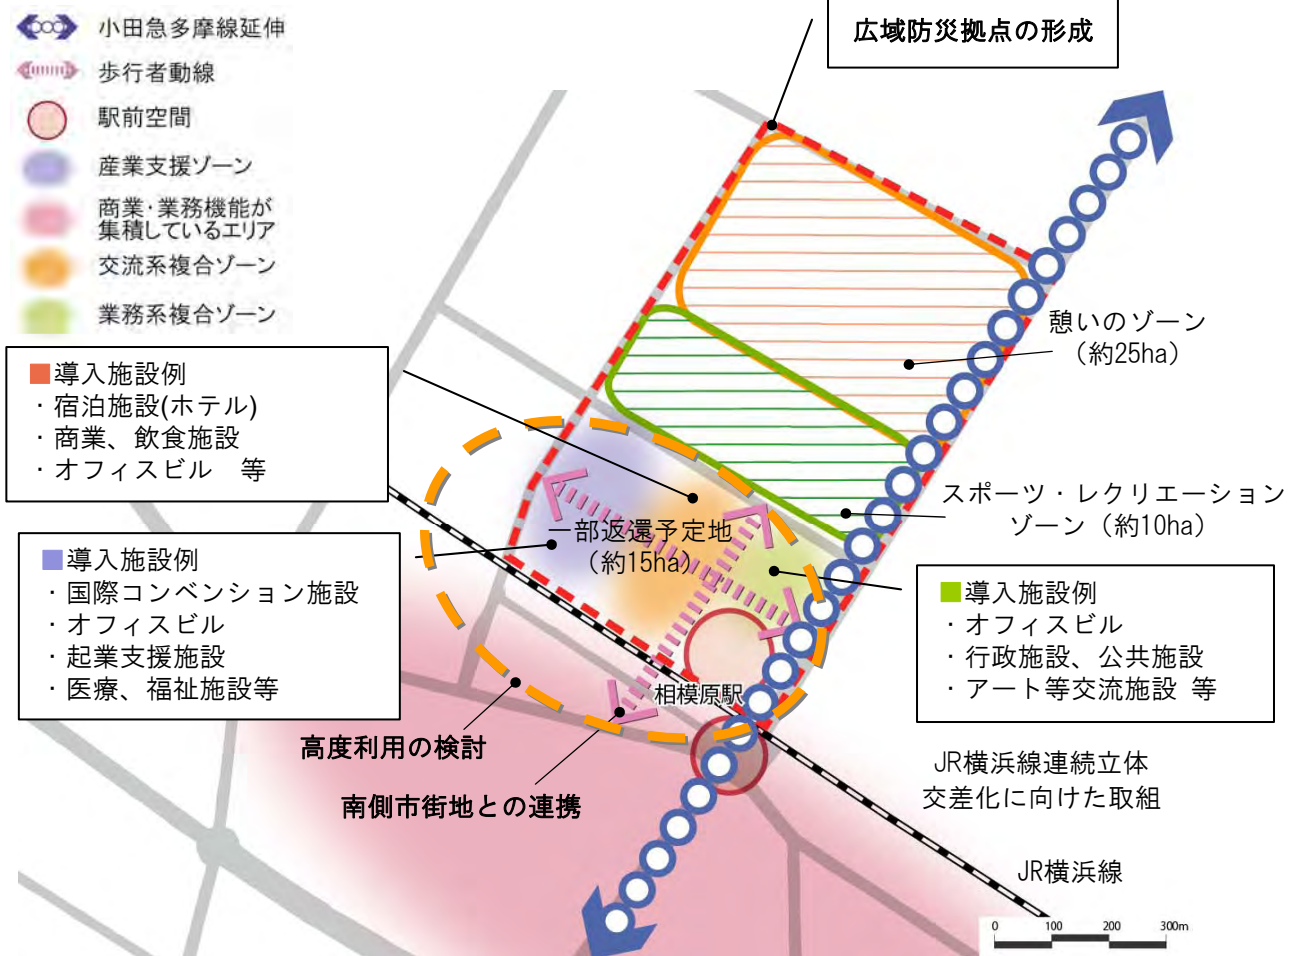 小田急多摩線延伸
歩行者動線
駅前空間
産業支援ゾーン
商業・業務機能が
集積しているエリア
交流系複合ゾーン
業務系複合ゾーン
広域防災拠点の形成
■導入施設例
・宿泊施設(ホテル)
・商業、飲食施設
・オフィスビル　等
■導入施設例
・国際コンベンション施設
・オフィスビル
・起業支援施設
・医療、福祉施設等
憩いのゾーン
（約25ha）
スポーツ・レクリエーション
ゾーン（約10ha）
一部返還予定地
（約15ha）
■導入施設例
・オフィスビル
・行政施設、公共施設
・アート等交流施設 等
相模原駅
高度利用の検討
南側市街地との連携
JR横浜線連続立体
交差化に向けた取組
JR横浜線
0 100 200 300m